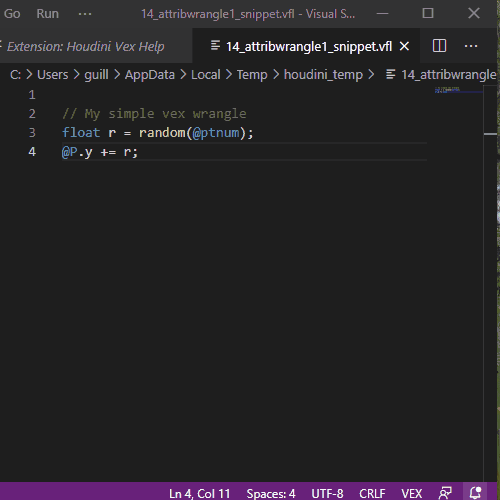 Go Run ··· 14_attribwrangle1_snippet.vfl - Visual S...
Extension: Houdini Vex Help 14_attribwrangle1_snippet.vfl
C: > Users > guill > AppData > Local > Temp > houdini_temp > 14_attribwrangle
1
2 // My simple vex wrangle
3 float r = random(@ptnum);
4 @P.y += r;
Ln 4, Col 11 Spaces: 4 UTF-8 CRLF VEX